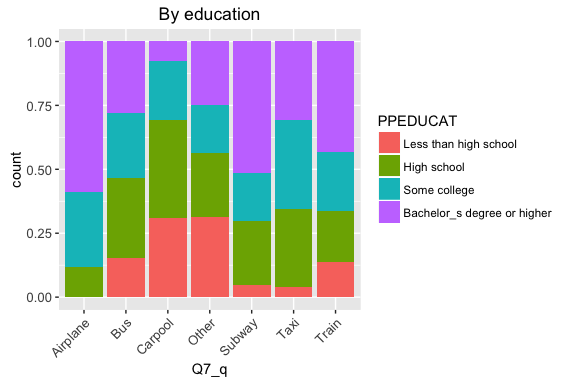 By education
count
1.00
0.75
0.50
0.25
0.00
Airplane
Bus
Carpool
Other
Subway
Taxi
Train
Q7_q
PPEDUCAT
Less than high school
High school
Some college
Bachelor_s degree or higher